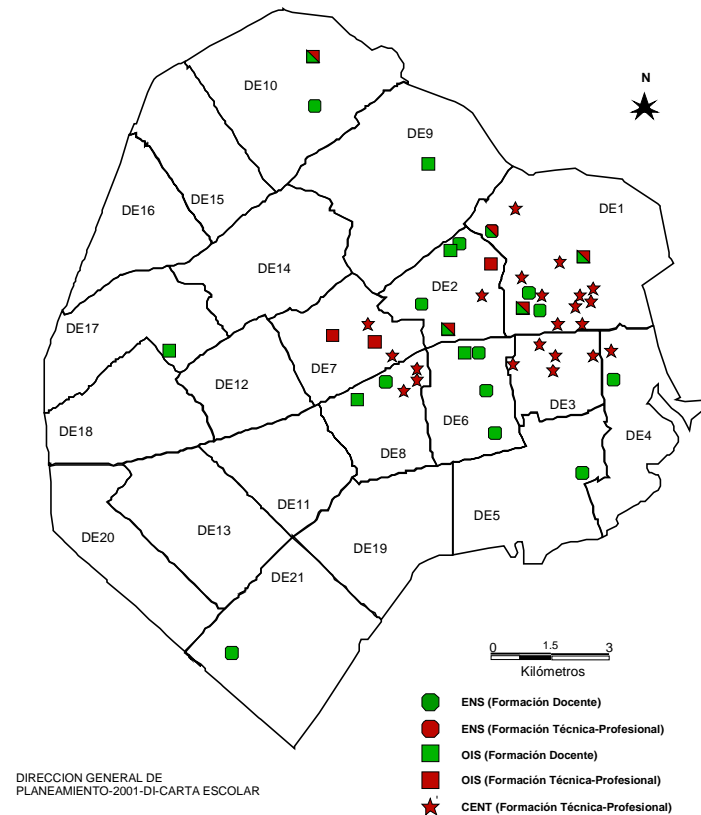 DE10
N
DE9
DE15
DE16
DE1
DE14
DE2
DE17
DE7
DE12
DE3
DE18
DE6
DE4
DE8
DE11
DE5
DE13
DE20
DE19
DE21
0 1.5 3
Kilómetros
ENS (Formación Docente)
ENS (Formación Técnica-Profesional)
OIS (Formación Docente)
OIS (Formación Técnica-Profesional)
CENT (Formación Técnica-Profesional)
DIRECCION GENERAL DE
PLANEAMIENTO-2001-DI-CARTA ESCOLAR